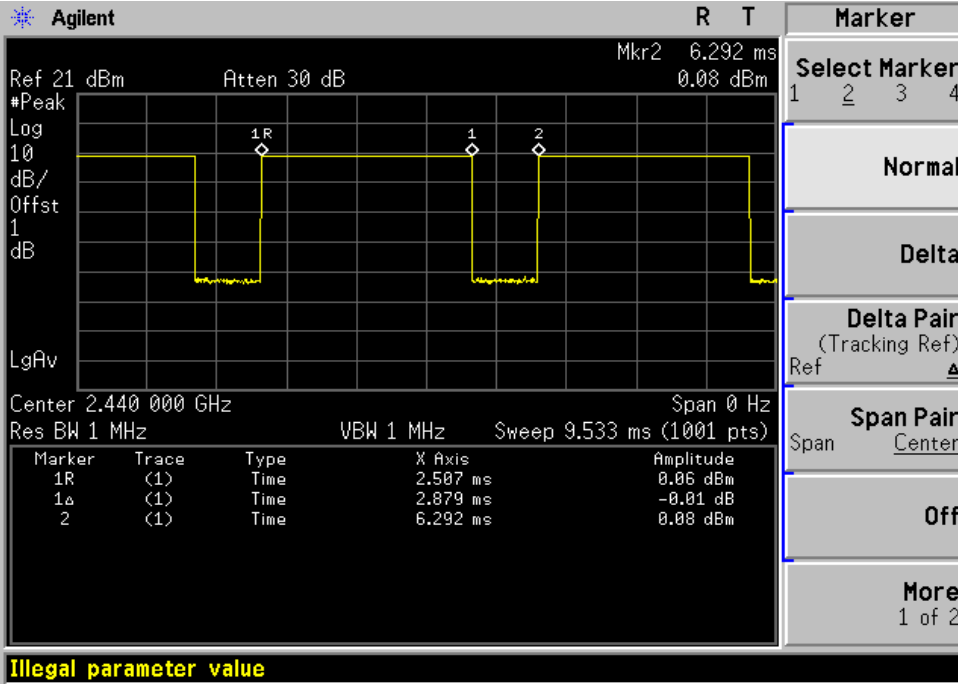 Agilent R T Marker
Mkr2 6.292 ms
Ref 21 dBm Atten 30 dB 0.08 dBm
#Peak
Log
10
dB/
Offst
1
dB
LgAv
1R 1 2
Center 2.440 000 GHz Span 0 Hz
Res BW 1 MHz VBW 1 MHz Sweep 9.533 ms (1001 pts)
Marker Trace Type X Axis Amplitude
1R (1) Time 2.507 ms 0.06 dBm
1Δ (1) Time 2.879 ms -0.01 dB
2 (1) Time 6.292 ms 0.08 dBm
Select Marker
1 2 3 4
Normal
Delta
Delta Pair
(Tracking Ref)
Ref Δ
Span Pair
Span Center
Off
More
1 of 2
Illegal parameter value